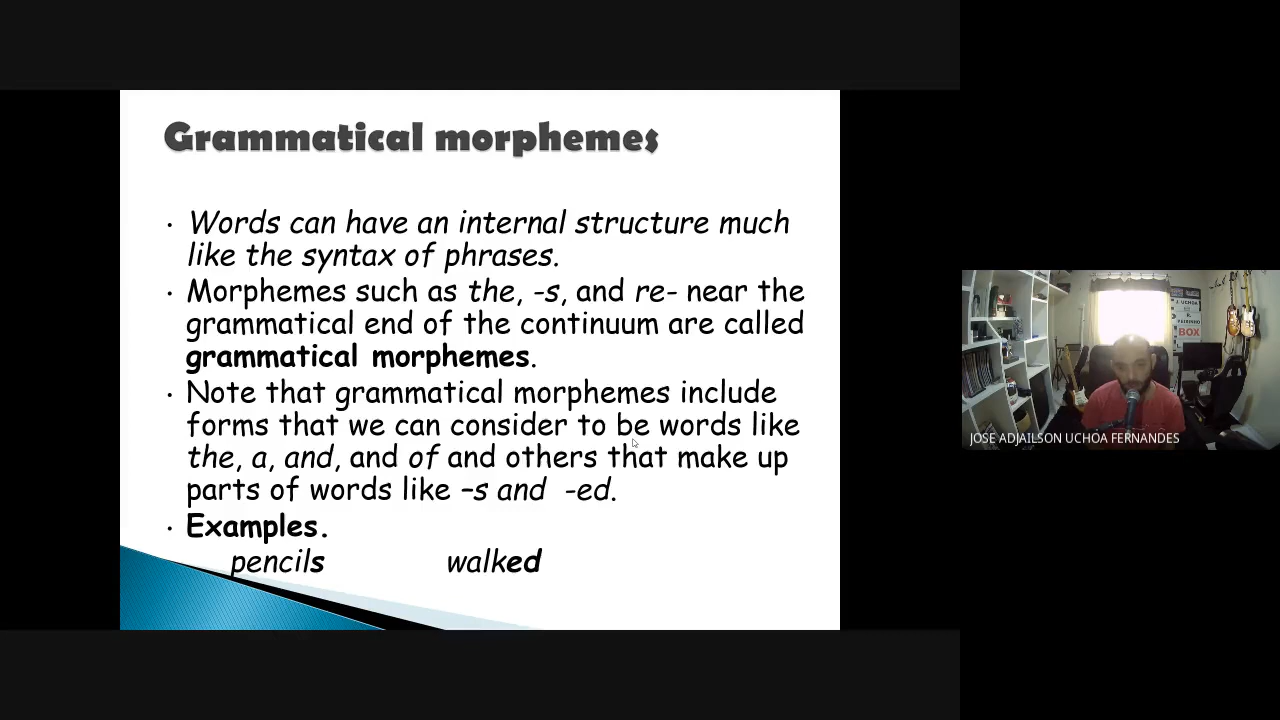 Grammatical morphemes
• Words can have an internal structure much
like the syntax of phrases.
• Morphemes such as the, -s, and re- near the
grammatical end of the continuum are called
grammatical morphemes.
• Note that grammatical morphemes include
forms that we can consider to be words like
the, a, and, and of and others that make up
parts of words like –s and -ed.
• Examples.
pencils walked
J. UCHOA
BOX
JOSE ADJAILSON UCHOA FERNANDES